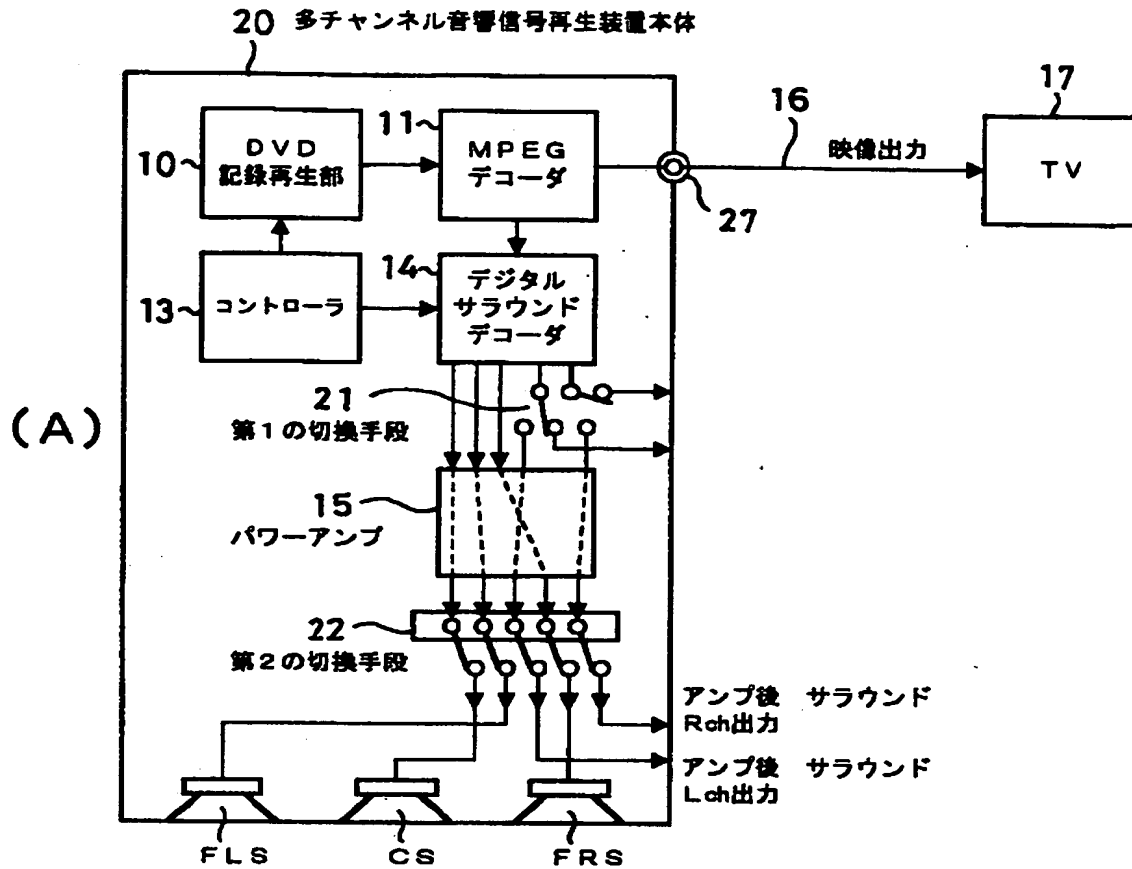 20 多チャンネル音響信号再生装置本体
10
DVD
記録再生部
11
MPEG
デコーダ
16
映像出力
27
17
TV
13
コントローラ
14
デジタル
サラウンド
デコーダ
(A)
21
第1の切換手段
15
パワーアンプ
22
第2の切換手段
アンプ後 サラウンド
Rch出力
アンプ後 サラウンド
Lch出力
FLS
CS
FRS